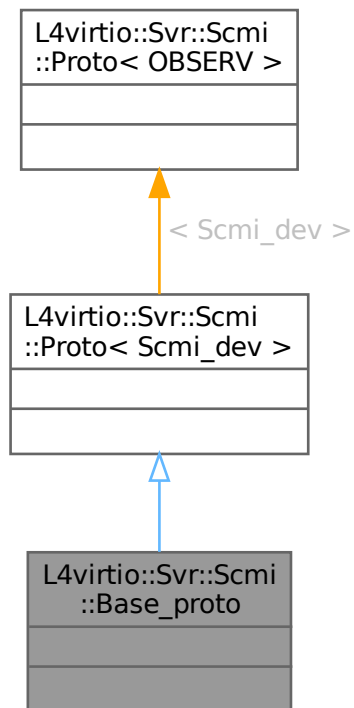 L4virtio::Svr::Scmi
::Proto< OBSERV >
< Scmi_dev >
L4virtio::Svr::Scmi
::Proto< Scmi_dev >
L4virtio::Svr::Scmi
::Base_proto